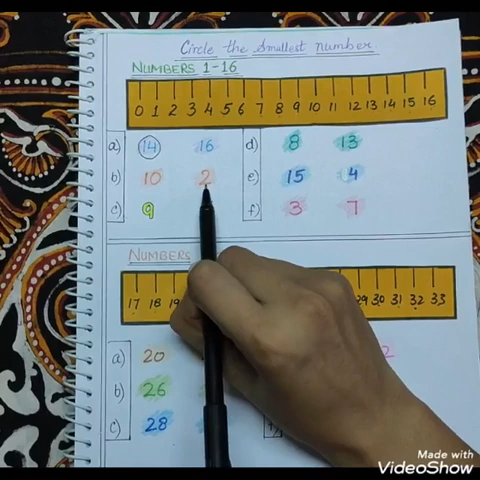 Circle the smallest number
NUMBERS 1-16
0 1 2 3 4 5 6 7 8 9 10 11 12 13 14 15 16
a) 14 16 d) 8 13
b) 10 2 e) 15 4
c) 9 f) 3 7
NUMBERS
17 18 29 30 31 32 33
a) 20
b) 26
c) 28
Made with
VideoShow